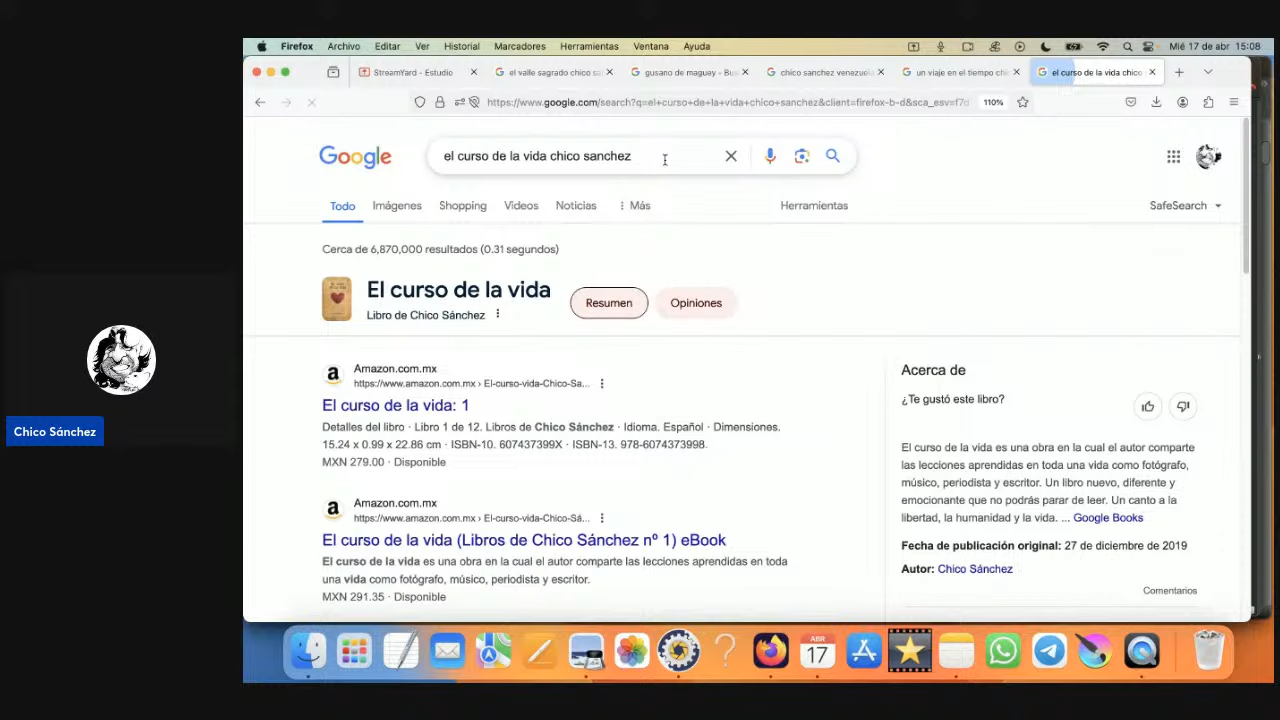 Firefox Archivo Editar Ver Historial Marcadores Herramientas Ventana Ayuda Mié 17 de abr 15:08
StreamYard - Estudio el valle sagrado chico sa gusano de maguay - Bus chico sanchez venezuela un viaje en el tiempo chi el curso de la vida chico
https://www.google.com/search?q=el+curso+de+la+vida+chico+sanchez&client=firefox-b-d&sca_esv=f7d 110%
Google el curso de la vida chico sanchez
Todo Imágenes Shopping Videos Noticias Más Herramientas SafeSearch
Cerca de 6,870,000 resultados (0.31 segundos)
El curso de la vida
Libro de Chico Sánchez
Resumen Opiniones
Amazon.com.mx
https://www.amazon.com.mx › El-curso-vida-Chico-Sa...
El curso de la vida: 1
Detalles del libro · Libro 1 de 12. Libros de Chico Sánchez · Idioma. Español · Dimensiones.
15.24 x 0.99 x 22.86 cm · ISBN-10. 607437399X · ISBN-13. 978-6074373998.
MXN 279.00 · Disponible
Amazon.com.mx
https://www.amazon.com.mx › El-curso-vida-Chico-Sá...
El curso de la vida (Libros de Chico Sánchez nº 1) eBook
El curso de la vida es una obra en la cual el autor comparte las lecciones aprendidas en toda
una vida como fotógrafo, músico, periodista y escritor.
MXN 291.35 · Disponible
Acerca de
¿Te gustó este libro?
El curso de la vida es una obra en la cual el autor comparte
las lecciones aprendidas en toda una vida como fotógrafo,
músico, periodista y escritor. Un libro nuevo, diferente y
emocionante que no podrás parar de leer. Un canto a la
libertad, la humanidad y la vida. ... Google Books
Fecha de publicación original: 27 de diciembre de 2019
Autor: Chico Sánchez
Comentarios
Chico Sánchez
ABR
17